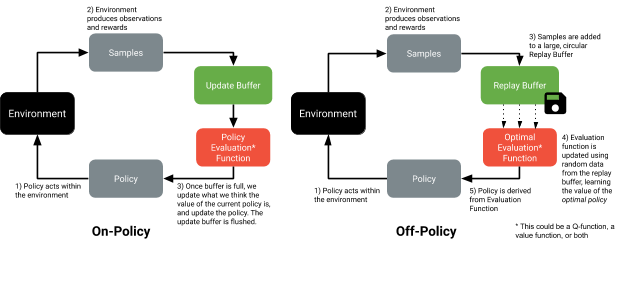 2) Environment
produces observations
and rewards
Samples
Update Buffer
Environment
Policy
Evaluation*
Function
Policy
1) Policy acts within
the environment
3) Once buffer is full, we
update what we think the
value of the current policy is,
and update the policy. The
update buffer is flushed.
On-Policy
2) Environment
produces observations
and rewards
3) Samples are added
to a large, circular
Replay Buffer
Samples
Replay Buffer
Environment
Optimal
Evaluation*
Function
4) Evaluation
function is
updated using
random data
from the replay
buffer, learning
the value of the
optimal policy
Policy
1) Policy acts within
the environment
5) Policy is derived
from Evaluation
Function
Off-Policy
* This could be a Q-function, a
value function, or both